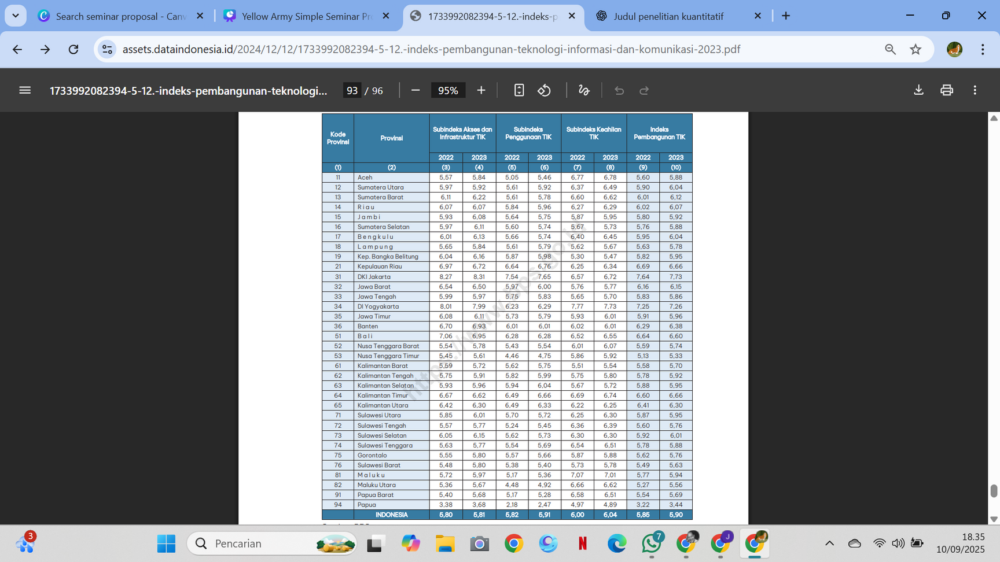 Search seminar proposal - Canv
Yellow Army Simple Seminar Pr
1733992082394-5-12.-indeks-p
Judul penelitian kuantitatif
assets.dataindonesia.id/2024/12/12/1733992082394-5-12.-indeks-pembangunan-teknologi-informasi-dan-komunikasi-2023.pdf
1733992082394-5-12.-indeks-pembangunan-teknologi... 93 / 96 95%
Kode Provinsi Provinsi Subindeks Akses dan Infrastruktur TIK Subindeks Penggunaan TIK Subindeks Keahlian TIK Indeks Pembangunan TIK
2022 2023 2022 2023 2022 2023 2022 2023
(1) (2) (3) (4) (5) (6) (7) (8) (9) (10)
11 Aceh 5,57 5,84 5,05 5,46 6,77 6,78 5,60 5,88
12 Sumatera Utara 5,97 5,92 5,61 5,92 6,37 6,49 5,90 6,04
13 Sumatera Barat 6,11 6,22 5,61 5,78 6,60 6,62 6,01 6,12
14 R i a u 6,07 6,07 5,84 5,96 6,27 6,29 6,02 6,07
15 J a m b i 5,93 6,08 5,64 5,75 5,87 5,95 5,80 5,92
16 Sumatera Selatan 5,97 6,11 5,60 5,74 5,67 5,73 5,76 5,88
17 B e n g k u l u 6,01 6,13 5,66 5,74 6,40 6,45 5,95 6,04
18 L a m p u n g 5,65 5,84 5,61 5,79 5,62 5,67 5,63 5,78
19 Kep. Bangka Belitung 6,04 6,16 5,87 5,98 5,30 5,47 5,82 5,95
21 Kepulauan Riau 6,97 6,72 6,64 6,76 6,25 6,34 6,69 6,66
31 DKI Jakarta 8,27 8,31 7,54 7,65 6,57 6,72 7,64 7,73
32 Jawa Barat 6,54 6,50 5,97 6,00 5,76 5,77 6,16 6,15
33 Jawa Tengah 5,99 5,97 5,75 5,83 5,65 5,70 5,83 5,86
34 DI Yogyakarta 8,01 7,99 6,23 6,29 7,77 7,73 7,25 7,26
35 Jawa Timur 6,08 6,11 5,73 5,79 5,93 6,01 5,91 5,96
36 Banten 6,70 6,93 6,01 6,01 6,02 6,01 6,29 6,38
51 B a l i 7,06 6,95 6,28 6,28 6,52 6,55 6,64 6,60
52 Nusa Tenggara Barat 5,54 5,78 5,43 5,54 6,01 6,07 5,59 5,74
53 Nusa Tenggara Timur 5,45 5,61 4,46 4,75 5,86 5,92 5,13 5,33
61 Kalimantan Barat 5,59 5,72 5,62 5,75 5,51 5,54 5,58 5,70
62 Kalimantan Tengah 5,75 5,91 5,82 5,99 5,75 5,80 5,78 5,92
63 Kalimantan Selatan 5,93 5,96 5,94 6,04 5,67 5,72 5,88 5,95
64 Kalimantan Timur 6,67 6,62 6,49 6,66 6,69 6,74 6,60 6,66
65 Kalimantan Utara 6,42 6,30 6,49 6,33 6,22 6,25 6,41 6,30
71 Sulawesi Utara 5,85 6,01 5,70 5,72 6,25 6,30 5,87 5,95
72 Sulawesi Tengah 5,57 5,77 5,24 5,45 6,36 6,39 5,60 5,76
73 Sulawesi Selatan 6,05 6,15 5,62 5,73 6,30 6,30 5,92 6,01
74 Sulawesi Tenggara 5,63 5,77 5,54 5,69 6,54 6,51 5,78 5,88
75 Gorontalo 5,55 5,80 5,57 5,66 5,87 5,88 5,62 5,76
76 Sulawesi Barat 5,48 5,80 5,38 5,40 5,73 5,78 5,49 5,63
81 M a l u k u 5,72 5,97 5,17 5,36 7,07 7,01 5,77 5,94
82 Maluku Utara 5,36 5,67 4,48 4,92 6,66 6,62 5,27 5,56
91 Papua Barat 5,40 5,68 5,17 5,28 6,58 6,51 5,54 5,69
94 Papua 3,38 3,68 2,18 2,47 4,97 4,89 3,22 3,44
INDONESIA 5,80 5,81 5,82 5,91 6,00 6,04 5,85 5,90
https://www.bps.go.id
3
Pencarian
N
7
J
18.35
10/09/2025